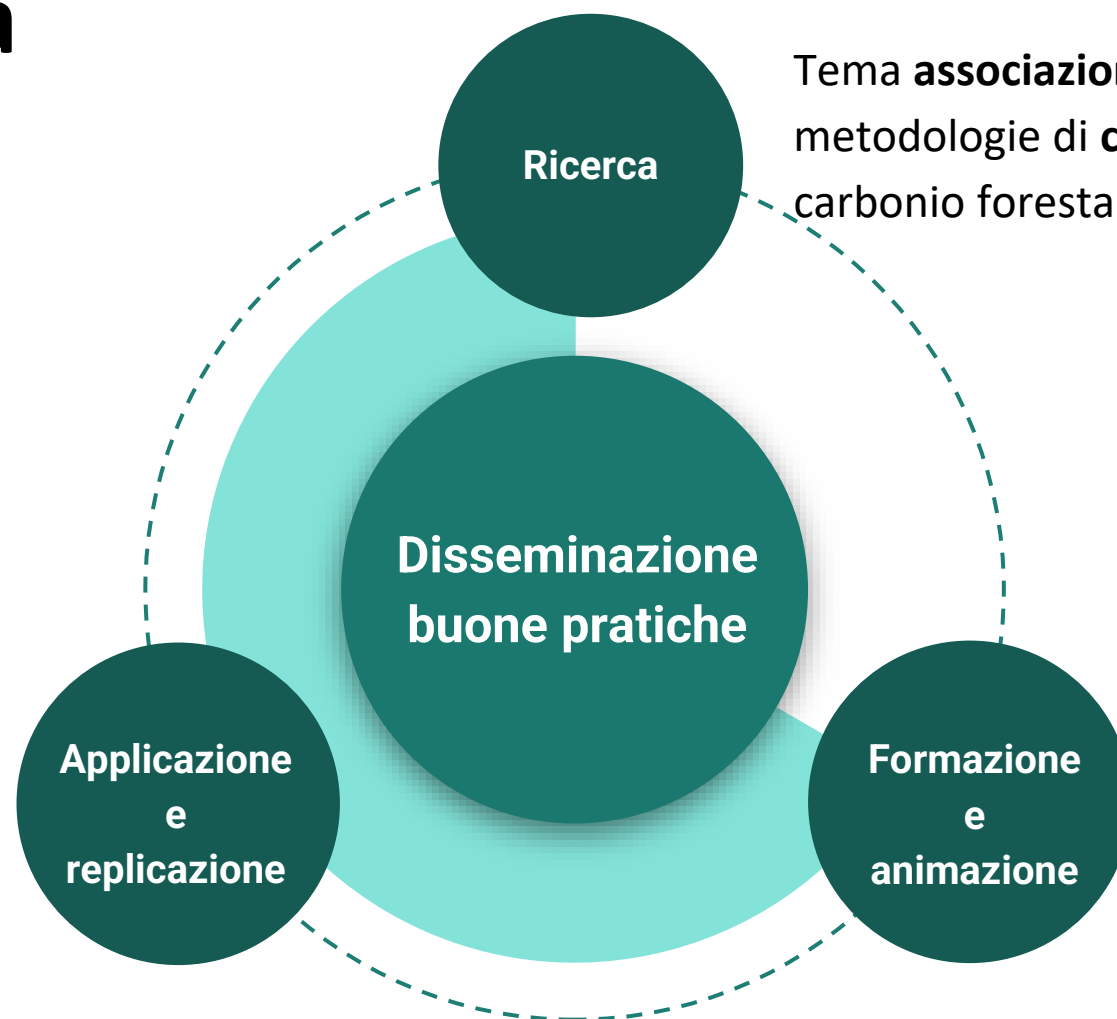 Ricerca
Tema
metodologie di
carbonio
Disseminazione
buone pratiche
Applicazione
e
replicazione
Formazione
e
animazione